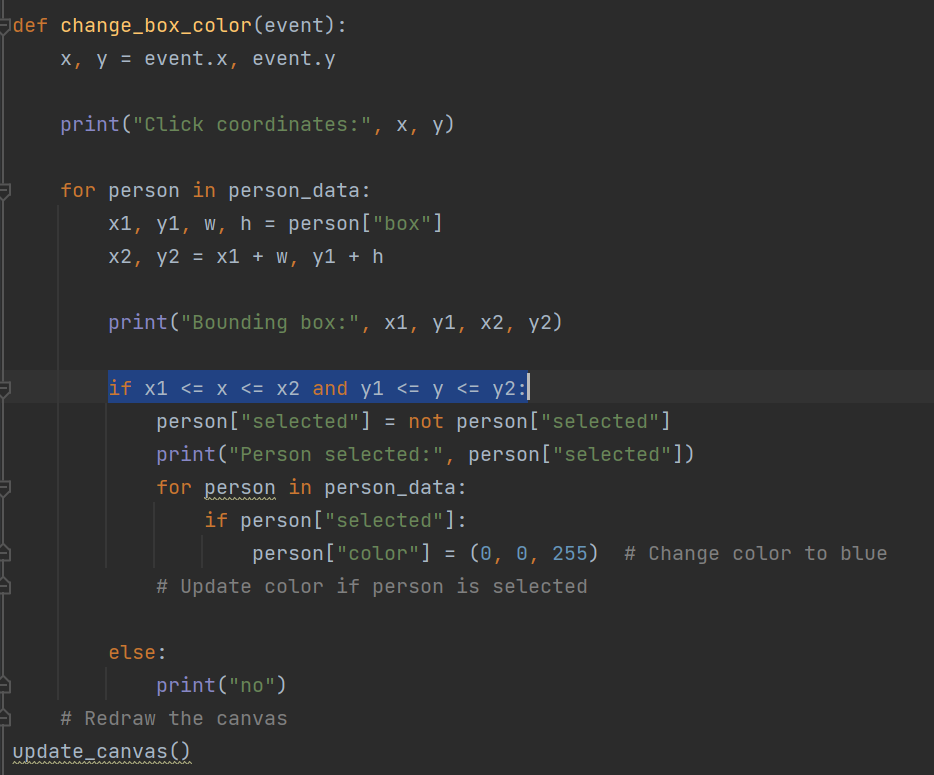 def change_box_color(event):
    x, y = event.x, event.y
    print("Click coordinates:", x, y)
    for person in person_data:
        x1, y1, w, h = person["box"]
        x2, y2 = x1 + w, y1 + h
        print("Bounding box:", x1, y1, x2, y2)
        if x1 <= x <= x2 and y1 <= y <= y2:
            person["selected"] = not person["selected"]
            print("Person selected:", person["selected"])
            for person in person_data:
                if person["selected"]:
                    person["color"] = (0, 0, 255)  # Change color to blue
            # Update color if person is selected
        else:
            print("no")
    # Redraw the canvas
update_canvas()